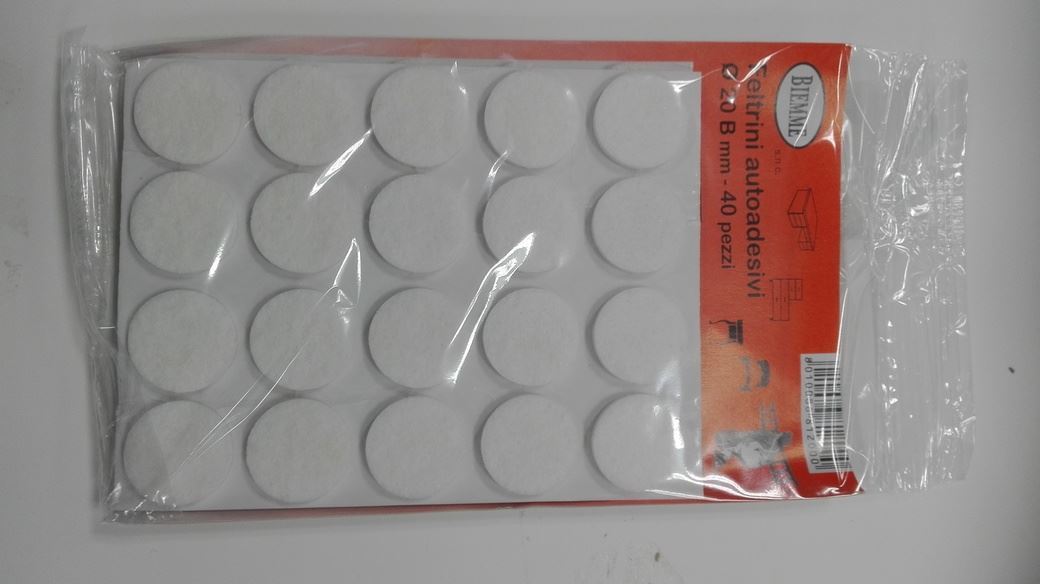 BIEMME
s.n.c.
Feltrini autoadesivi
Ø 20 B mm - 40 pezzi